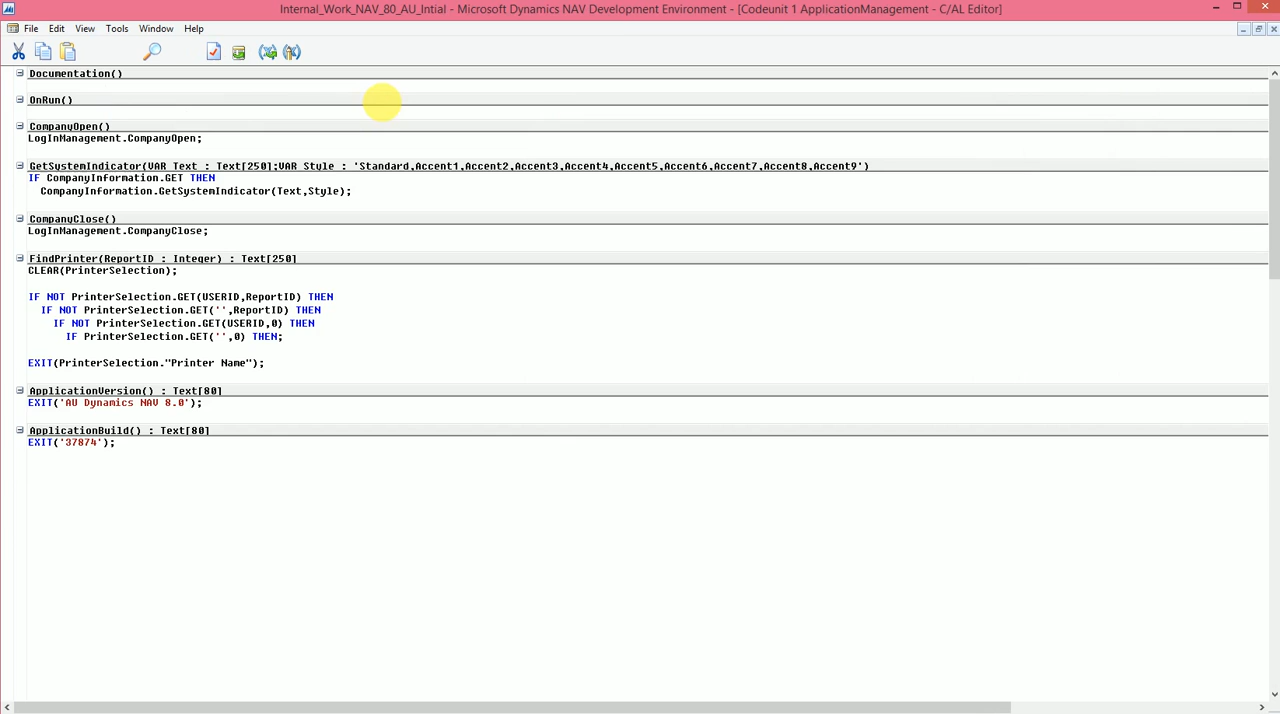 Internal_Work_NAV_80_AU_Intial - Microsoft Dynamics NAV Development Environment - [Codeunit 1 ApplicationManagement - C/AL Editor]
File Edit View Tools Window Help
Documentation()
OnRun()
CompanyOpen()
LogInManagement.CompanyOpen;
GetSystemIndicator(VAR Text : Text[250];VAR Style : 'Standard,Accent1,Accent2,Accent3,Accent4,Accent5,Accent6,Accent7,Accent8,Accent9')
IF CompanyInformation.GET THEN
CompanyInformation.GetSystemIndicator(Text,Style);
CompanyClose()
LogInManagement.CompanyClose;
FindPrinter(ReportID : Integer) : Text[250]
CLEAR(PrinterSelection);
IF NOT PrinterSelection.GET(USERID,ReportID) THEN
IF NOT PrinterSelection.GET('',ReportID) THEN
IF NOT PrinterSelection.GET(USERID,0) THEN
IF PrinterSelection.GET('',0) THEN;
EXIT(PrinterSelection."Printer Name");
ApplicationVersion() : Text[80]
EXIT('AU Dynamics NAV 8.0');
ApplicationBuild() : Text[80]
EXIT('37874');